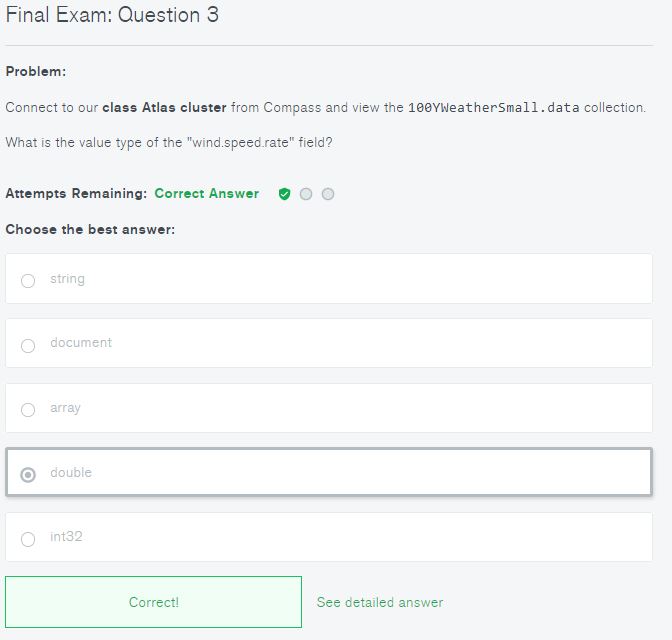 Final Exam: Question 3
Problem:
Connect to our class Atlas cluster from Compass and view the 100YWeatherSmall.data collection.
What is the value type of the "wind.speed.rate" field?
Attempts Remaining: Correct Answer
Choose the best answer:
string
document
array
double
int32
Correct!
See detailed answer